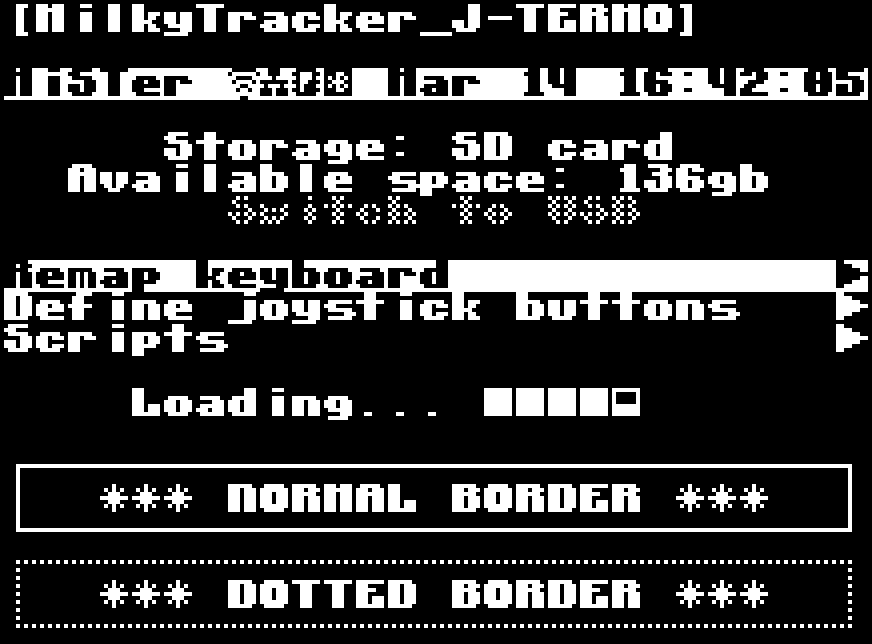 [MilkyTracker_J-TERMO]
MiSTer Mar 14 16:42:05
Storage: SD card
Available space: 136gb
Switch to USB
Remap keyboard
Define joystick buttons
Scripts
Loading...
*** NORMAL BORDER ***
*** DOTTED BORDER ***